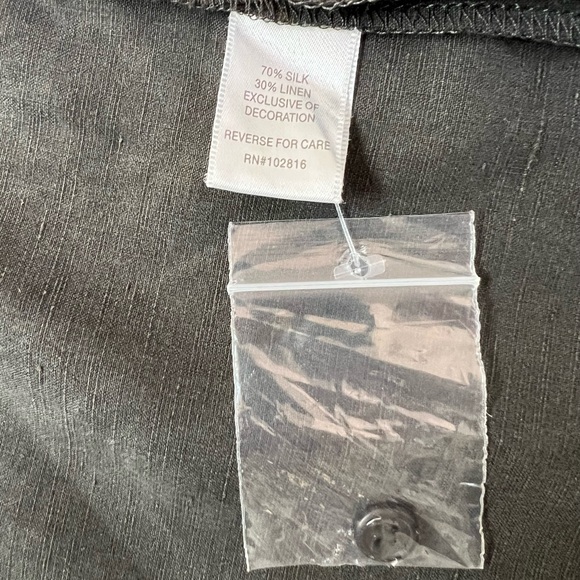 70% SILK
30% LINEN
EXCLUSIVE OF
DECORATION
REVERSE FOR CARE
RN#102816